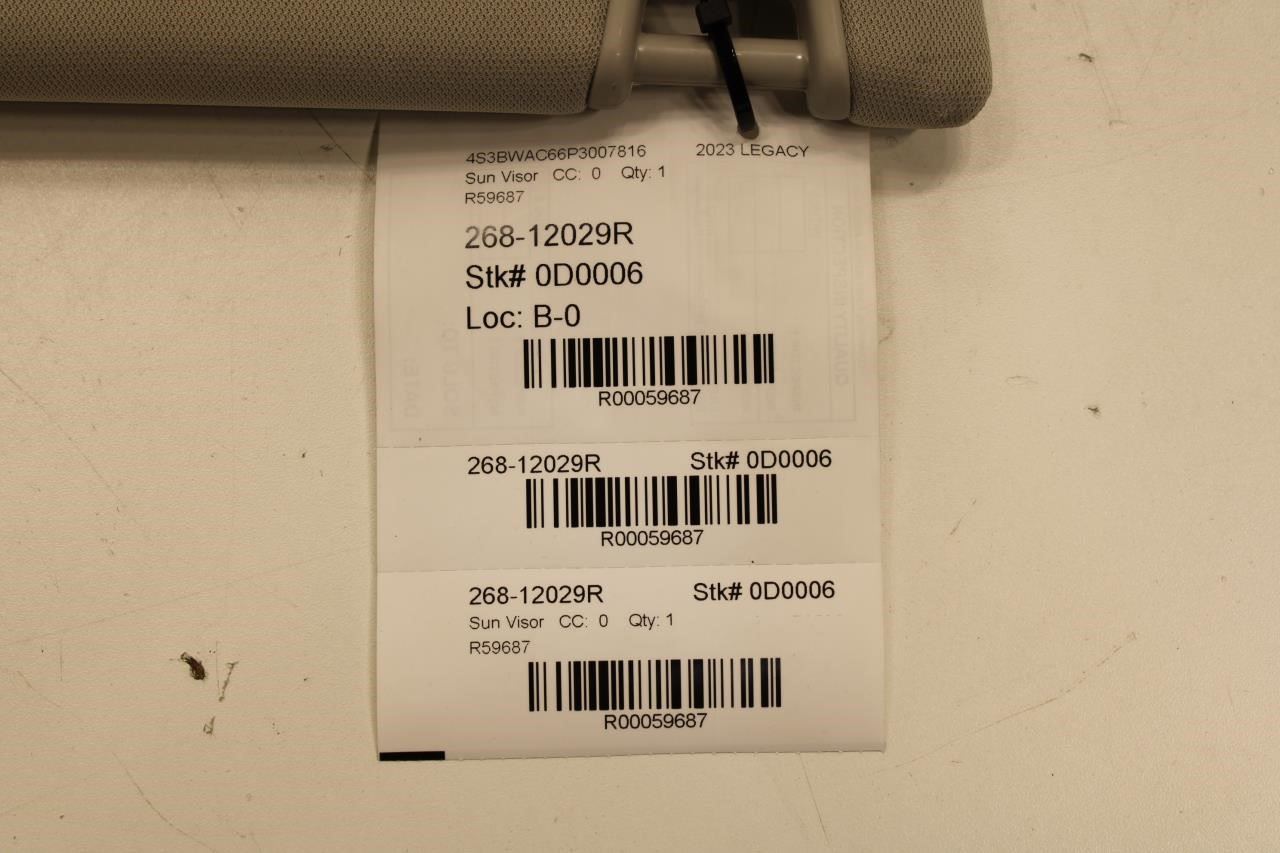 4S3BWAC66P3007816 2023 LEGACY
Sun Visor CC: 0 Qty: 1
R59687
268-12029R
Stk# 0D0006
Loc: B-0
R00059687
268-12029R Stk# 0D0006
R00059687
268-12029R Stk# 0D0006
Sun Visor CC: 0 Qty: 1
R59687
R00059687